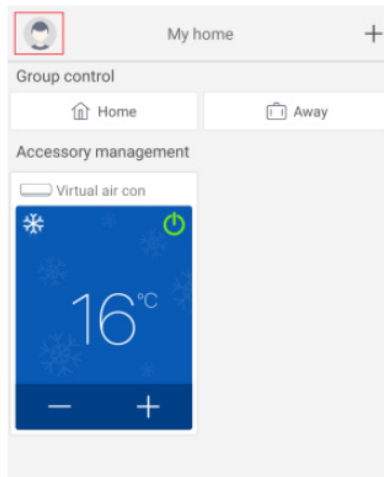 My home +
Group control
Home Away
Accessory management
Virtual air con
16°C
− +